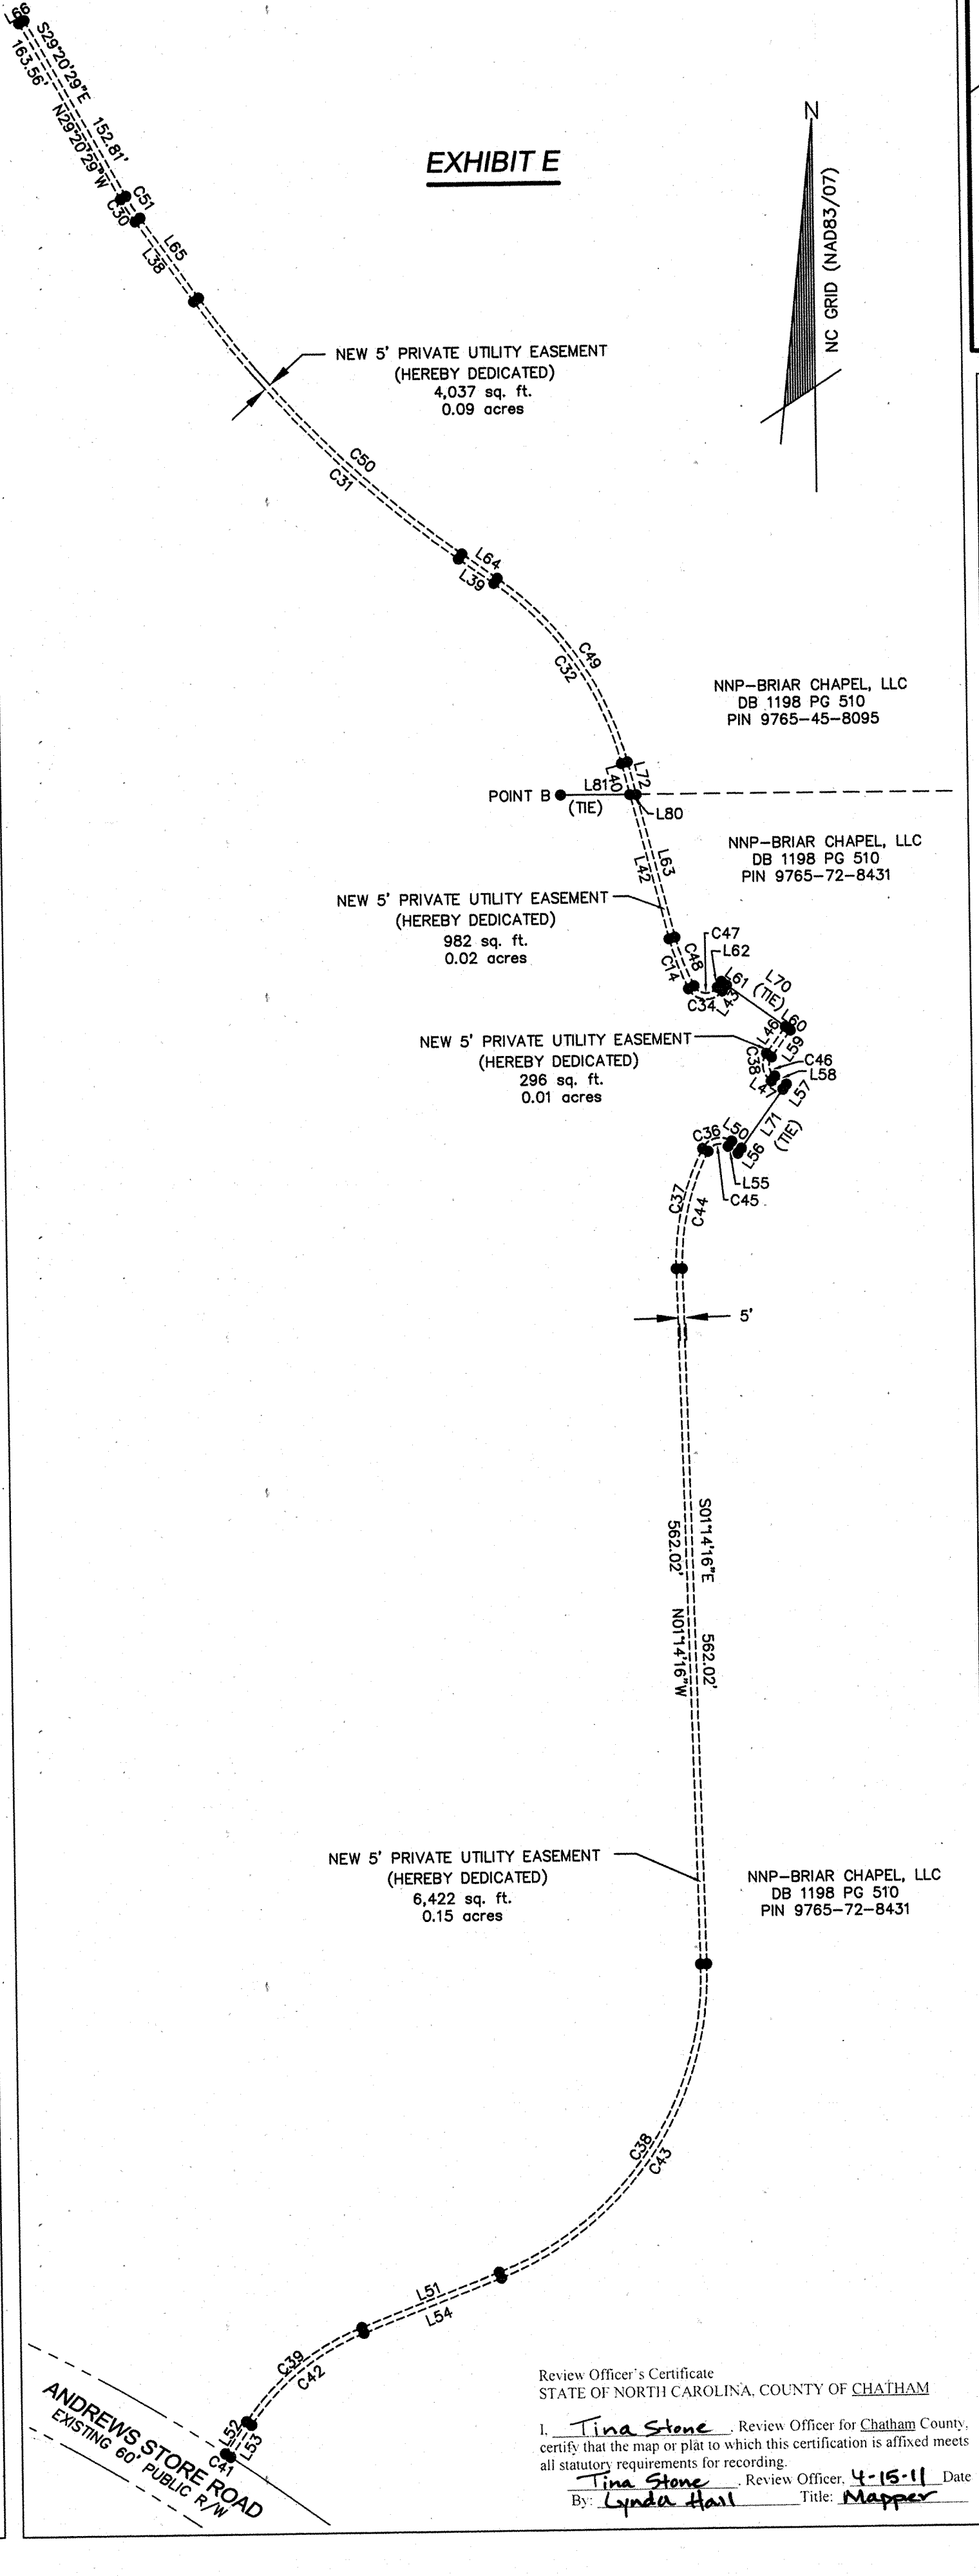 L66
S29°20'29"E
152.81'
163.56'
N29°20'29"W
C51
C30
L65
L38
EXHIBIT E
N
NC GRID (NAD83/07)
NEW 5' PRIVATE UTILITY EASEMENT
(HEREBY DEDICATED)
4,037 sq. ft.
0.09 acres
C50
C31
L64
L39
C49
C32
NNP-BRIAR CHAPEL, LLC
DB 1198 PG 510
PIN 9765-45-8095
L72
L40
L81
POINT B
(TIE)
L80
NNP-BRIAR CHAPEL, LLC
DB 1198 PG 510
PIN 9765-72-8431
L63
L42
NEW 5' PRIVATE UTILITY EASEMENT
(HEREBY DEDICATED)
982 sq. ft.
0.02 acres
C47
L62
C48
C14
L61
L70
(TIE)
C34
L43
L60
L46
L59
NEW 5' PRIVATE UTILITY EASEMENT
(HEREBY DEDICATED)
296 sq. ft.
0.01 acres
C38
C46
L58
L47
L57
L71
(TIE)
C36
L50
L56
L55
C45
C37
C44
5'
S01°14'16"E
562.02'
562.02'
N01°14'16"W
NEW 5' PRIVATE UTILITY EASEMENT
(HEREBY DEDICATED)
6,422 sq. ft.
0.15 acres
NNP-BRIAR CHAPEL, LLC
DB 1198 PG 510
PIN 9765-72-8431
C38
C43
L51
L54
C39
C42
L52
L53
C41
ANDREWS STORE ROAD
EXISTING 60' PUBLIC R/W
Review Officer's Certificate
STATE OF NORTH CAROLINA, COUNTY OF CHATHAM
I, Tina Stone, Review Officer for Chatham County,
certify that the map or plat to which this certification is affixed meets
all statutory requirements for recording.
Tina Stone, Review Officer, 4-15-11 Date
By: Lynda Hall Title: Mapper